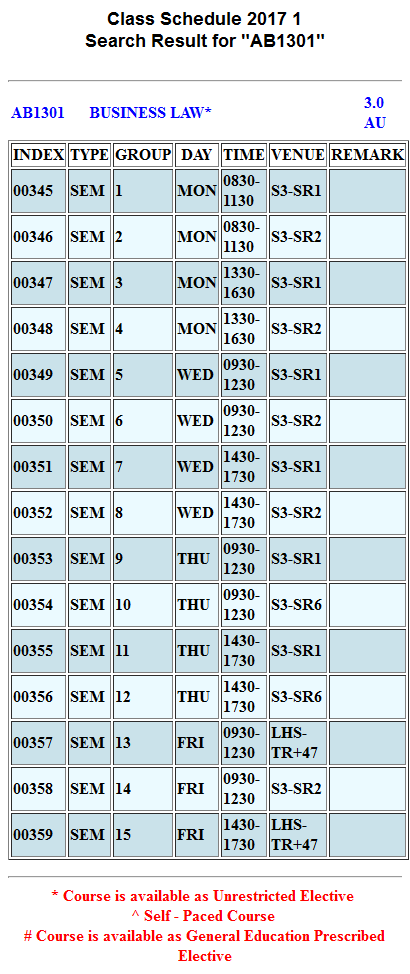 Class Schedule 2017 1
Search Result for "AB1301"
AB1301 BUSINESS LAW* 3.0
AU
INDEX TYPE GROUP DAY TIME VENUE REMARK
00345 SEM 1 MON 0830-1130 S3-SR1
00346 SEM 2 MON 0830-1130 S3-SR2
00347 SEM 3 MON 1330-1630 S3-SR1
00348 SEM 4 MON 1330-1630 S3-SR2
00349 SEM 5 WED 0930-1230 S3-SR1
00350 SEM 6 WED 0930-1230 S3-SR2
00351 SEM 7 WED 1430-1730 S3-SR1
00352 SEM 8 WED 1430-1730 S3-SR2
00353 SEM 9 THU 0930-1230 S3-SR1
00354 SEM 10 THU 0930-1230 S3-SR6
00355 SEM 11 THU 1430-1730 S3-SR1
00356 SEM 12 THU 1430-1730 S3-SR6
00357 SEM 13 FRI 0930-1230 LHS-TR+47
00358 SEM 14 FRI 0930-1230 S3-SR2
00359 SEM 15 FRI 1430-1730 LHS-TR+47
* Course is available as Unrestricted Elective
^ Self - Paced Course
# Course is available as General Education Prescribed
Elective